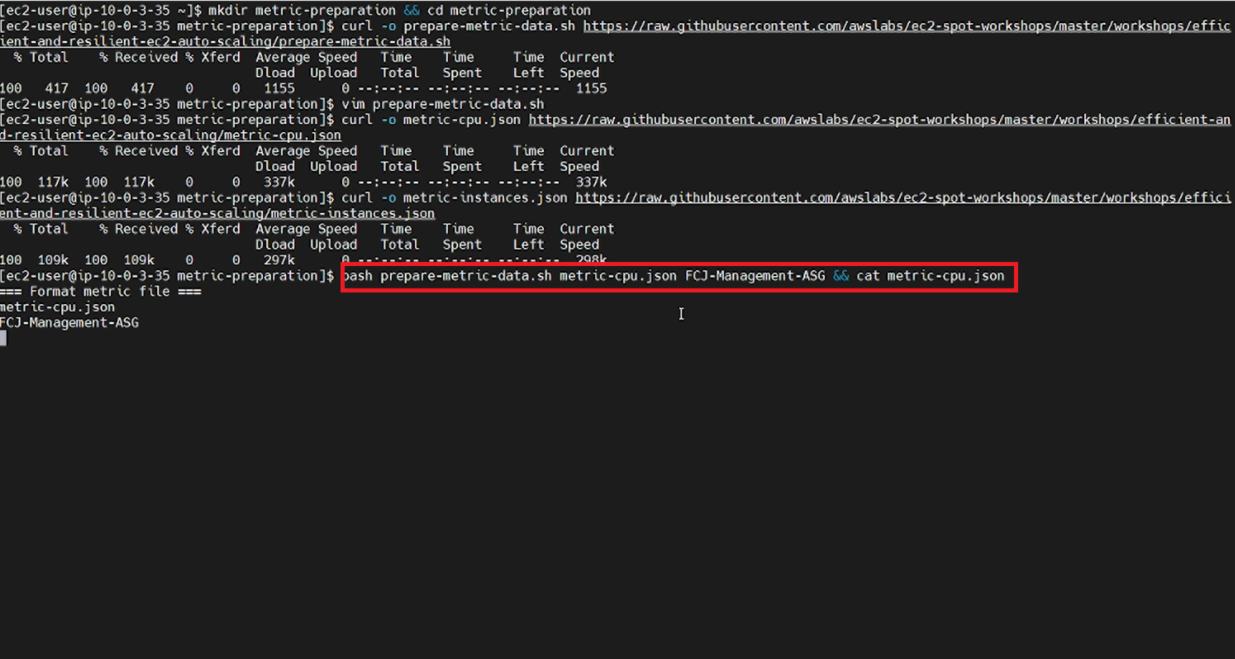 [ec2-user@ip-10-0-3-35 ~]$ mkdir metric-preparation && cd metric-preparation
[ec2-user@ip-10-0-3-35 metric-preparation]$ curl -o prepare-metric-data.sh https://raw.githubusercontent.com/awslabs/ec2-spot-workshops/master/workshops/effic
ient-and-resilient-ec2-auto-scaling/prepare-metric-data.sh
% Total % Received % Xferd Average Speed Time Time Time Current
Dload Upload Total Spent Left Speed
100 417 100 417 0 0 1155 0 --:--:-- --:--:-- --:--:-- 1155
[ec2-user@ip-10-0-3-35 metric-preparation]$ vim prepare-metric-data.sh
[ec2-user@ip-10-0-3-35 metric-preparation]$ curl -o metric-cpu.json https://raw.githubusercontent.com/awslabs/ec2-spot-workshops/master/workshops/efficient-an
d-resilient-ec2-auto-scaling/metric-cpu.json
% Total % Received % Xferd Average Speed Time Time Time Current
Dload Upload Total Spent Left Speed
100 117k 100 117k 0 0 337k 0 --:--:-- --:--:-- --:--:-- 337k
[ec2-user@ip-10-0-3-35 metric-preparation]$ curl -o metric-instances.json https://raw.githubusercontent.com/awslabs/ec2-spot-workshops/master/workshops/effici
ent-and-resilient-ec2-auto-scaling/metric-instances.json
% Total % Received % Xferd Average Speed Time Time Time Current
Dload Upload Total Spent Left Speed
100 109k 100 109k 0 0 297k 0 --:--:-- --:--:-- --:--:-- 298k
[ec2-user@ip-10-0-3-35 metric-preparation]$ bash prepare-metric-data.sh metric-cpu.json FCJ-Management-ASG && cat metric-cpu.json
=== Format metric file ===
metric-cpu.json
FCJ-Management-ASG